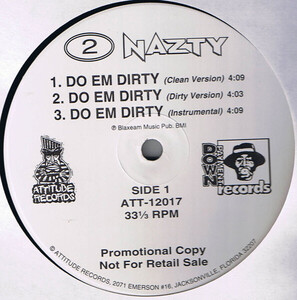 2 NAZTY
1. DO EM DIRTY (Clean Version) 4:09
2. DO EM DIRTY (Dirty Version) 4:03
3. DO EM DIRTY (Instrumental) 4:09
℗ Blaxeam Music Pub. BMI
ATTITUDE RECORDS
DOWN
records
SIDE 1
ATT-12017
33⅓ RPM
Promotional Copy
Not For Retail Sale
© ATTITUDE RECORDS, 2071 EMERSON #16, JACKSONVILLE, FLORIDA 32207